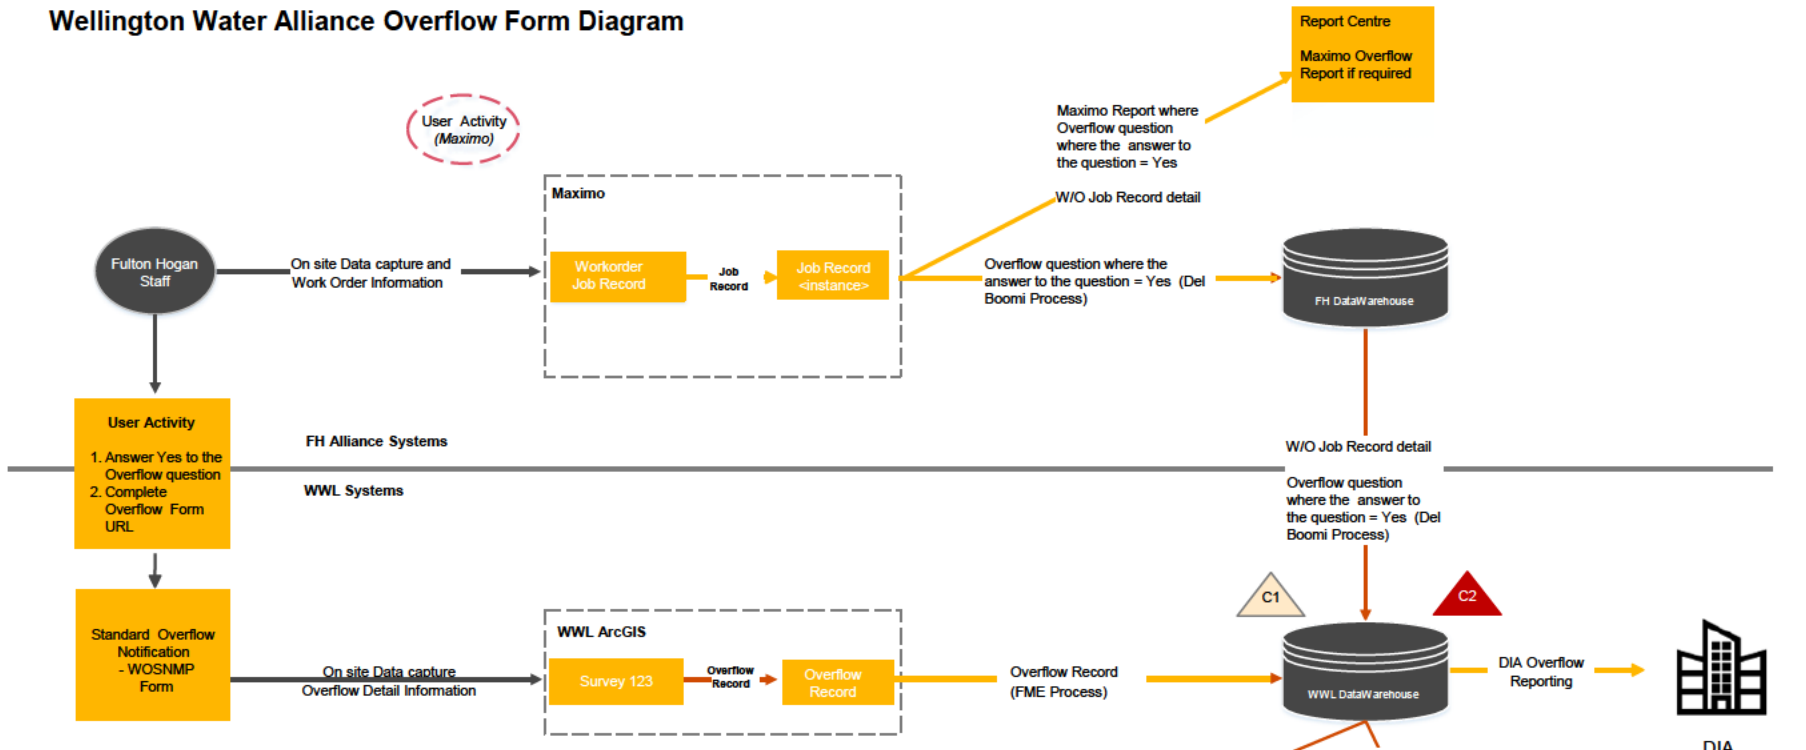 Wellington Water Alliance Overflow Form Diagram
Report Centre
Maximo Overflow
Report if required
User Activity
(Maximo)
Maximo Report where
Overflow question
where the answer to
the question = Yes
W/O Job Record detail
Maximo
Fulton Hogan
Staff
On site Data capture and
Work Order Information
Workorder
Job Record
Job
Record
Job Record
<instance>
Overflow question where the
answer to the question = Yes (Del
Boomi Process)
FH DataWarehouse
User Activity
1. Answer Yes to the
Overflow question
2. Complete
Overflow Form
URL
FH Alliance Systems
WWL Systems
W/O Job Record detail
Overflow question
where the answer to
the question = Yes (Del
Boomi Process)
C1
C2
Standard Overflow
Notification
- WOSNMP
Form
On site Data capture
Overflow Detail Information
WWL ArcGIS
Survey 123
Overflow
Record
Overflow
Record
Overflow Record
(FME Process)
WWL DataWarehouse
DIA Overflow
Reporting
DIA